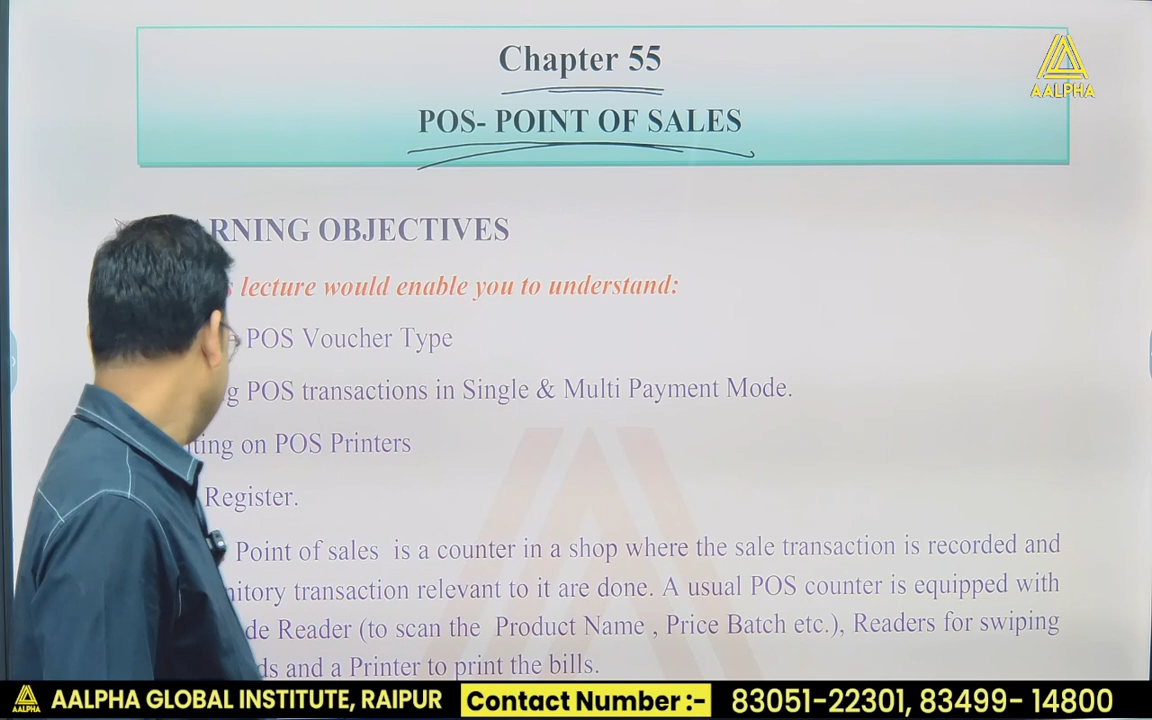 Chapter 55
AALPHA
POS- POINT OF SALES
ARNING OBJECTIVES
lecture would enable you to understand:
POS Voucher Type
g POS transactions in Single & Multi Payment Mode.
ting on POS Printers
Register.
Point of sales is a counter in a shop where the sale transaction is recorded and
nitory transaction relevant to it are done. A usual POS counter is equipped with
de Reader (to scan the Product Name , Price Batch etc.), Readers for swiping
ds and a Printer to print the bills.
AALPHA AALPHA GLOBAL INSTITUTE, RAIPUR Contact Number :- 83051-22301, 83499- 14800